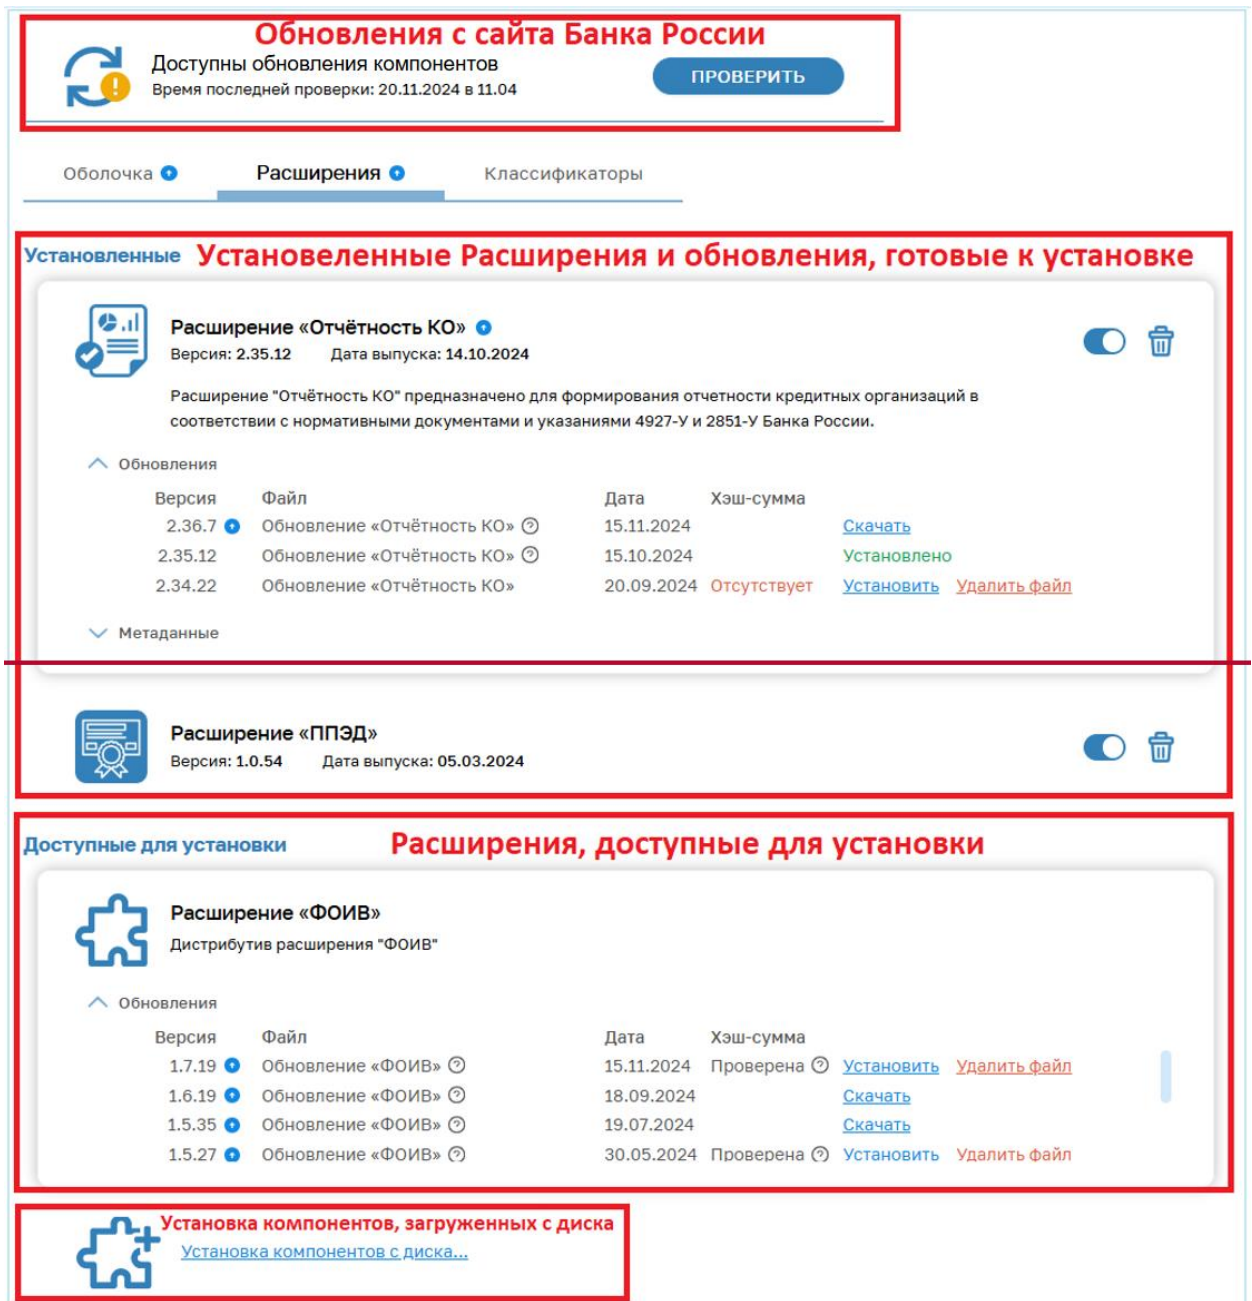 Обновления с сайта Банка России
Доступны обновления компонентов
Время последней проверки: 20.11.2024 в 11.04
ПРОВЕРИТЬ
Оболочка Расширения Классификаторы
Установленные Установеленные Расширения и обновления, готовые к установке
Расширение «Отчётность КО»
Версия: 2.35.12 Дата выпуска: 14.10.2024
Расширение "Отчётность КО" предназначено для формирования отчетности кредитных организаций в
соответствии с нормативными документами и указаниями 4927-У и 2851-У Банка России.
Обновления
Версия Файл Дата Хэш-сумма
2.36.7 Обновление «Отчётность КО» ? 15.11.2024 Скачать
2.35.12 Обновление «Отчётность КО» ? 15.10.2024 Установлено
2.34.22 Обновление «Отчётность КО» 20.09.2024 Отсутствует Установить Удалить файл
Метаданные
Расширение «ППЭД»
Версия: 1.0.54 Дата выпуска: 05.03.2024
Доступные для установки Расширения, доступные для установки
Расширение «ФОИВ»
Дистрибутив расширения "ФОИВ"
Обновления
Версия Файл Дата Хэш-сумма
1.7.19 Обновление «ФОИВ» ? 15.11.2024 Проверена ? Установить Удалить файл
1.6.19 Обновление «ФОИВ» ? 18.09.2024 Скачать
1.5.35 Обновление «ФОИВ» ? 19.07.2024 Скачать
1.5.27 Обновление «ФОИВ» ? 30.05.2024 Проверена ? Установить Удалить файл
Установка компонентов, загруженных с диска
Установка компонентов с диска...